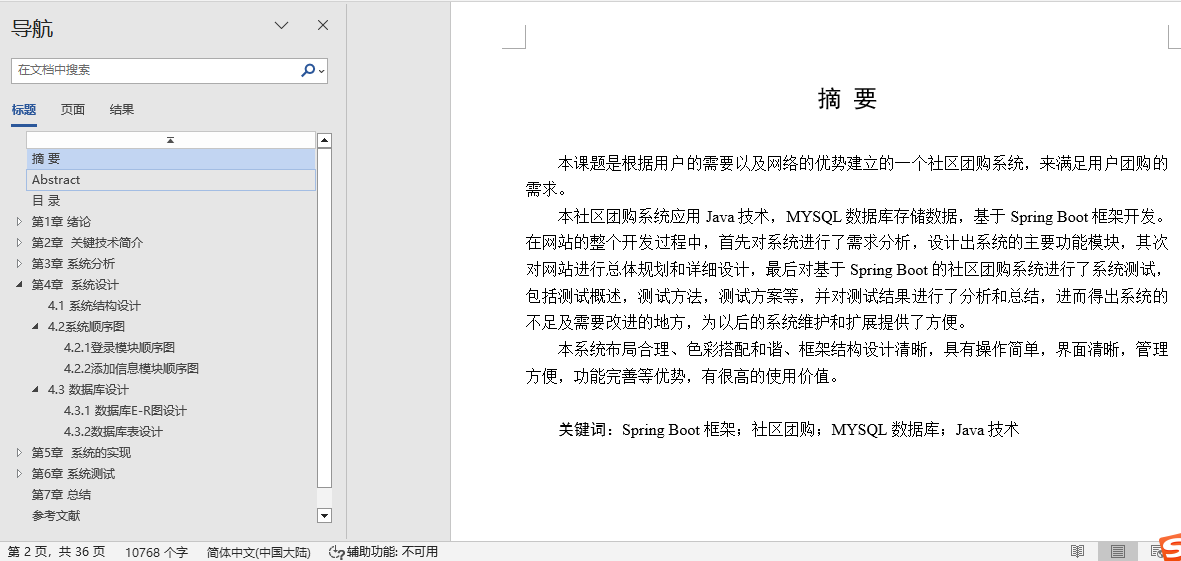 导航
在文档中搜索
标题 页面 结果
摘 要
Abstract
目 录
第1章 绪论
第2章 关键技术简介
第3章 系统分析
第4章 系统设计
4.1 系统结构设计
4.2系统顺序图
4.2.1登录模块顺序图
4.2.2添加信息模块顺序图
4.3 数据库设计
4.3.1 数据库E-R图设计
4.3.2数据库表设计
第5章 系统的实现
第6章 系统测试
第7章 总结
参考文献
摘 要
本课题是根据用户的需要以及网络的优势建立的一个社区团购系统，来满足用户团购的
需求。
本社区团购系统应用 Java 技术，MYSQL 数据库存储数据，基于 Spring Boot 框架开发。
在网站的整个开发过程中，首先对系统进行了需求分析，设计出系统的主要功能模块，其次
对网站进行总体规划和详细设计，最后对基于 Spring Boot 的社区团购系统进行了系统测试，
包括测试概述，测试方法，测试方案等，并对测试结果进行了分析和总结，进而得出系统的
不足及需要改进的地方，为以后的系统维护和扩展提供了方便。
本系统布局合理、色彩搭配和谐、框架结构设计清晰，具有操作简单，界面清晰，管理
方便，功能完善等优势，有很高的使用价值。
关键词：Spring Boot 框架；社区团购；MYSQL 数据库；Java 技术
第 2 页，共 36 页 10768 个字 简体中文(中国大陆) 辅助功能: 不可用